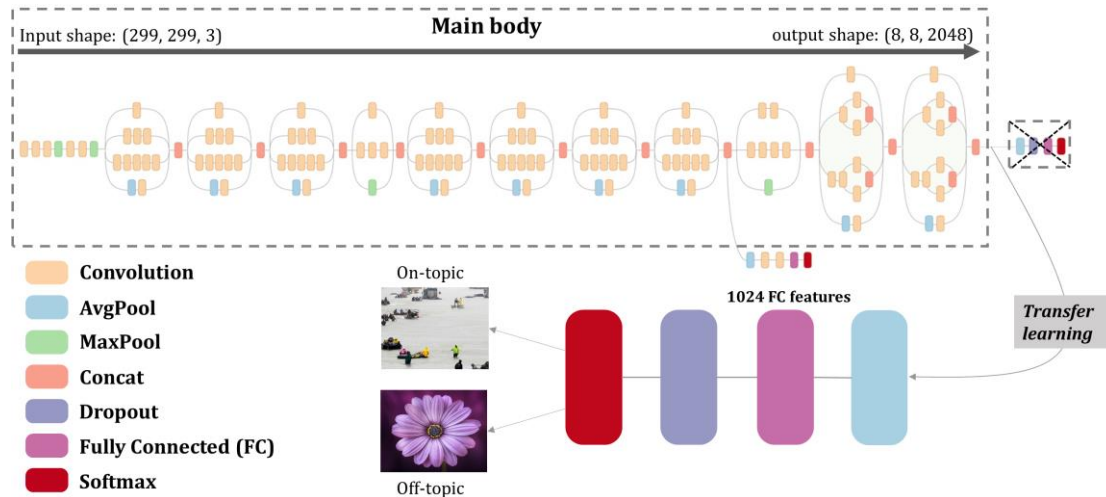 Main body
Input shape: (299, 299, 3)
output shape: (8, 8, 2048)
Convolution
AvgPool
MaxPool
Concat
Dropout
Fully Connected (FC)
Softmax
On-topic
Off-topic
1024 FC features
Transfer
learning